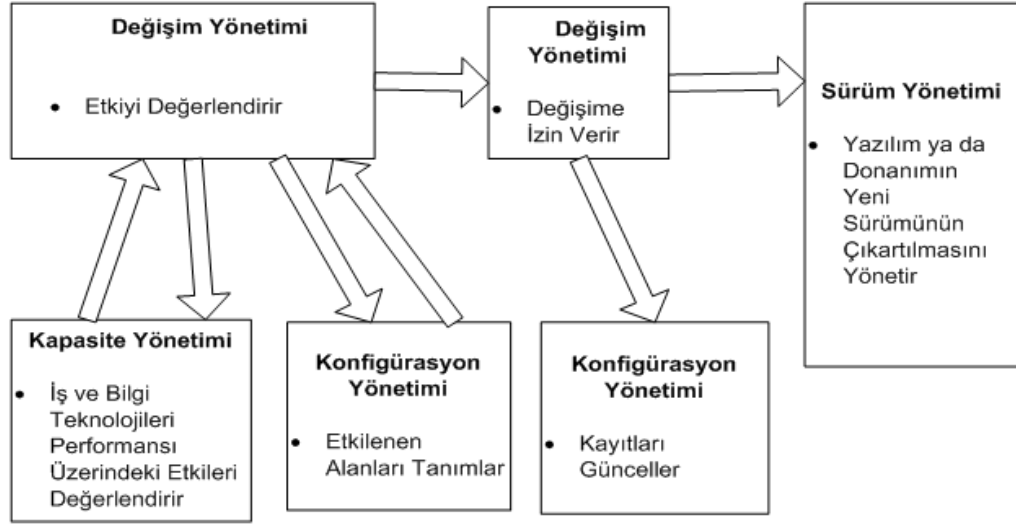 Değişim Yönetimi
• Etkiyi Değerlendirir
Değişim
Yönetimi
• Değişime
İzin Verir
Sürüm Yönetimi
• Yazılım ya da
Donanımın
Yeni
Sürümünün
Çıkartılmasını
Yönetir
Kapasite Yönetimi
• İş ve Bilgi
Teknolojileri
Performansı
Üzerindeki Etkileri
Değerlendirir
Konfigürasyon
Yönetimi
• Etkilenen
Alanları Tanımlar
Konfigürasyon
Yönetimi
• Kayıtları
Günceller